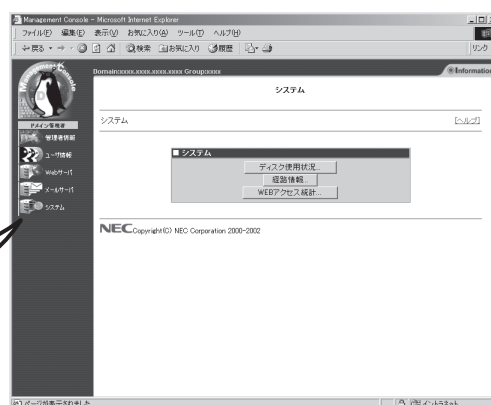 Management Console - Microsoft Internet Explorer
ファイル(F) 編集(E) 表示(V) お気に入り(A) ツール(T) ヘルプ(H)
戻る 検索 お気に入り 履歴 リンク
Management Console
Domain:xxxx.xxxx.xxxx.xxxx Group:xxxx
Information
システム
ドメイン管理者
管理者情報
ユーザ情報
Webサーバ
メールサーバ
システム
システム
[ヘルプ]
■ システム
ディスク使用状況...
経路情報...
WEBアクセス統計...
NEC Copyright(C) NEC Corporation 2000-2002
ページが表示されました
イントラネット